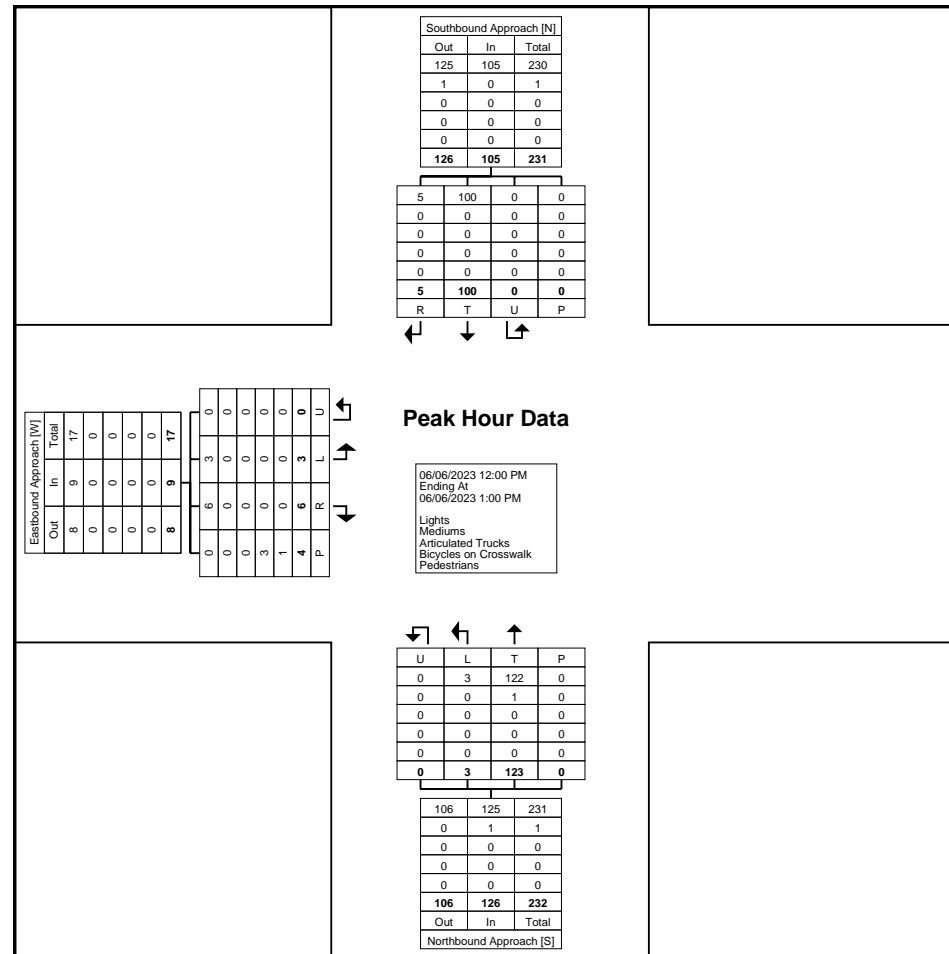 Southbound Approach [N]
Out In Total
125 105 230
1 0 1
0 0 0
0 0 0
0 0 0
126 105 231
5 100 0 0
0 0 0 0
0 0 0 0
0 0 0 0
0 0 0 0
5 100 0 0
R T U P
Eastbound Approach [W]
Out In Total
8 9 17
0 0 0
0 0 0
0 0 0
0 0 0
8 9 17
0 6 3 0
0 0 0 0
0 0 0 0
3 0 0 0
1 0 0 0
4 6 3 0
P R L U
Peak Hour Data
06/06/2023 12:00 PM
Ending At
06/06/2023 1:00 PM
Lights
Mediums
Articulated Trucks
Bicycles on Crosswalk
Pedestrians
U L T P
0 3 122 0
0 0 1 0
0 0 0 0
0 0 0 0
0 0 0 0
0 3 123 0
106 125 231
0 1 1
0 0 0
0 0 0
0 0 0
106 126 232
Out In Total
Northbound Approach [S]